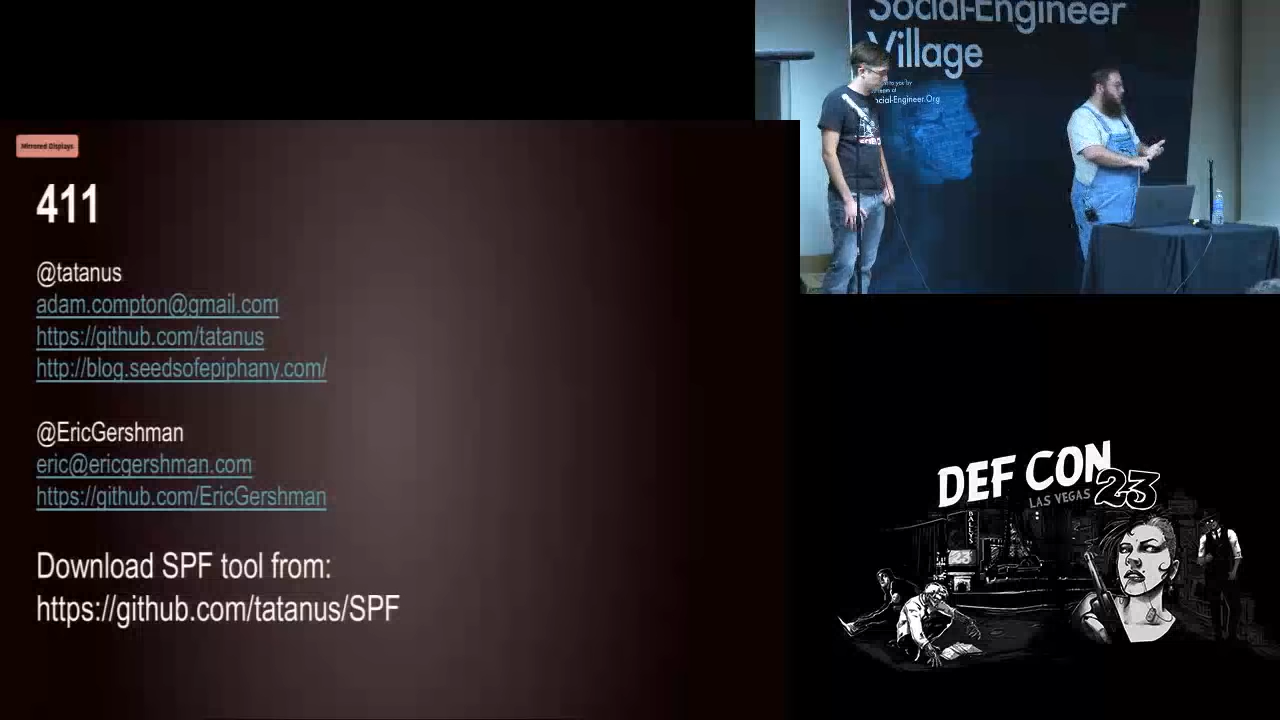 Social-Engineer
Village
Social-Engineer.Org
Mirrored Displays
411
@tatanus
adam.compton@gmail.com
https://github.com/tatanus
http://blog.seedsofepiphany.com/
@EricGershman
eric@ericgershman.com
https://github.com/EricGershman
Download SPF tool from:
https://github.com/tatanus/SPF
DEF CON
LAS VEGAS 23
BALLYS